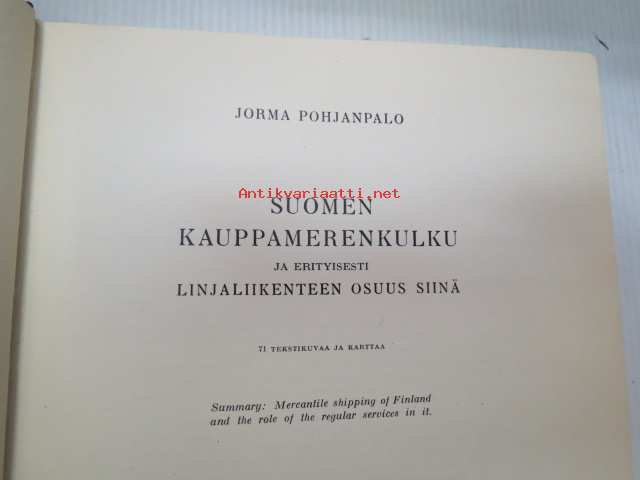 JORMA POHJANPALO
Antikvariaatti.net
SUOMEN
KAUPPAMERENKULKU
JA ERITYISESTI
LINJALIIKENTEEN OSUUS SIINÄ
71 TEKSTIKUVAA JA KARTTAA
Summary: Mercantile shipping of Finland
and the role of the regular services in it.